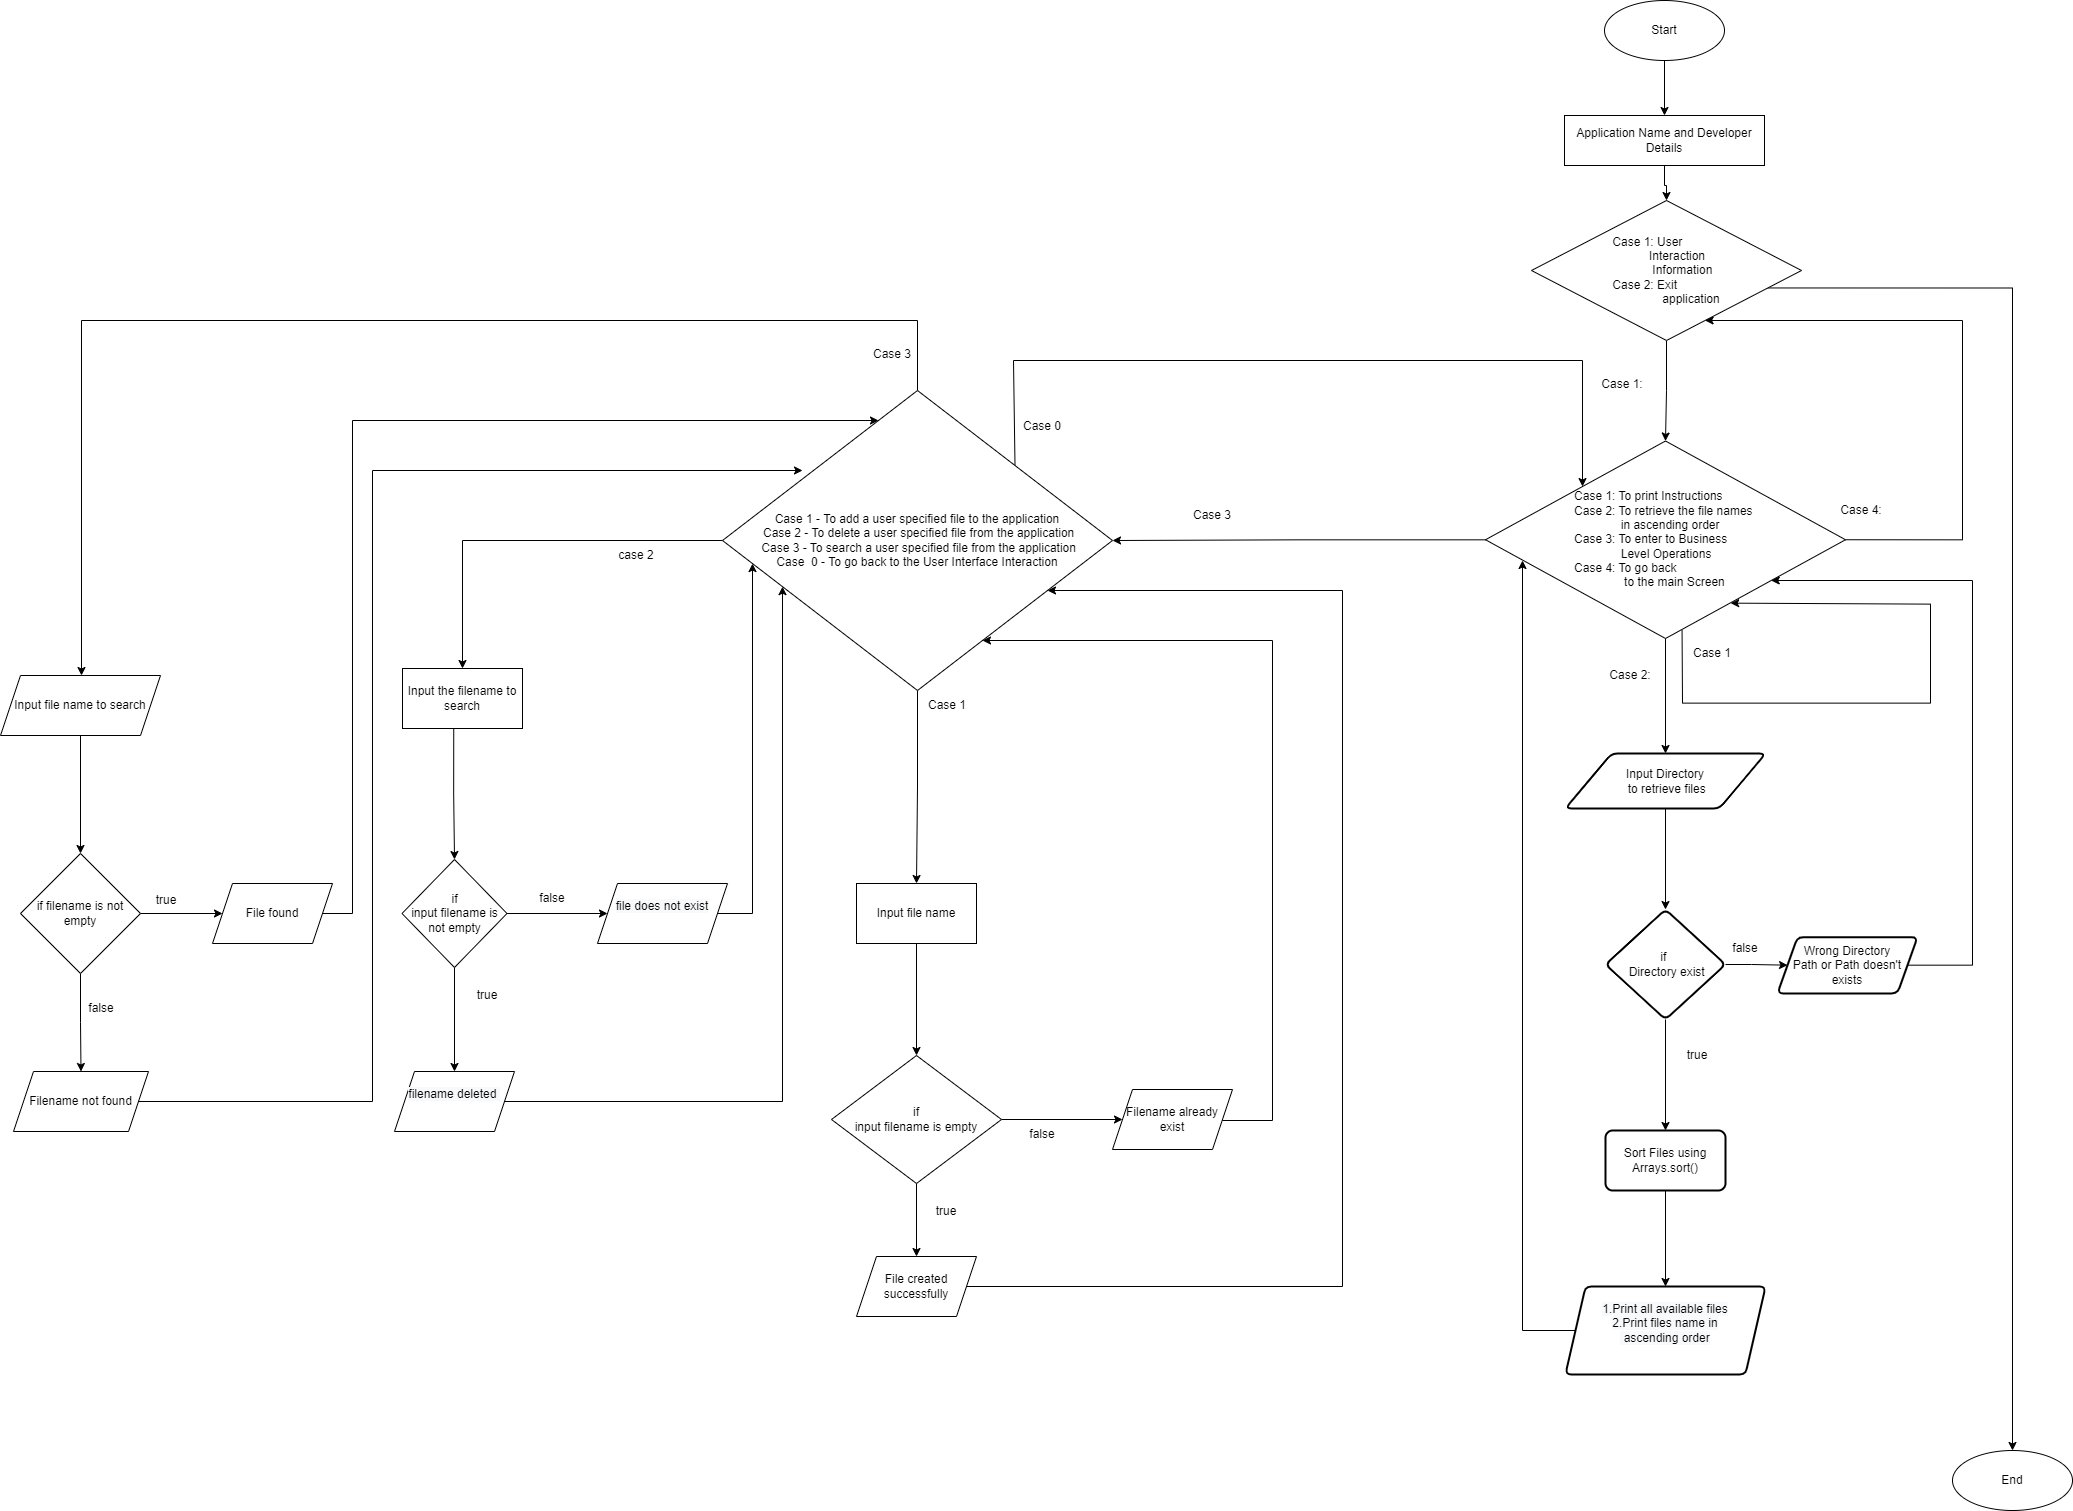 Start
Application Name and Developer
Details
Case 1: User
Interaction
Information
Case 2: Exit
application
Case 3
Case 0
Case 1:
Case 1 - To add a user specified file to the application
Case 2 - To delete a user specified file from the application
Case 3 - To search a user specified file from the application
Case  0 - To go back to the User Interface Interaction
Case 3
Case 1: To print Instructions
Case 2: To retrieve the file names
in ascending order
Case 3: To enter to Business
Level Operations
Case 4: To go back
to the main Screen
Case 4:
case 2
Case 1
Case 2:
Case 1
Input file name to search
Input the filename to
search
Input Directory
to retrieve files
if filename is not
empty
true
File found
if
input filename is
not empty
false
file does not exist
Input file name
if
Directory exist
false
Wrong Directory
Path or Path doesn't
exists
false
true
true
Filename not found
filename deleted
if
input filename is empty
false
Filename already
exist
Sort Files using
Arrays.sort()
true
File created
successfully
1.Print all available files
2.Print files name in
ascending order
End